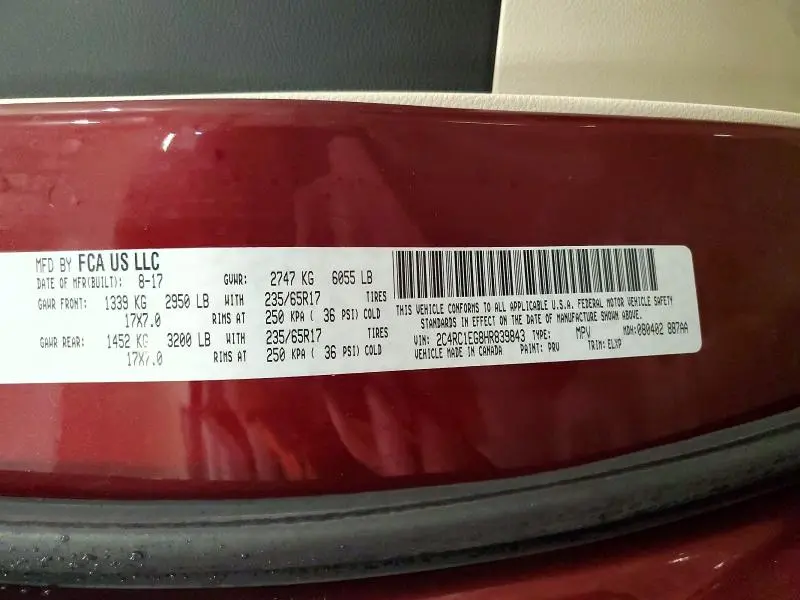 MFD BY FCA US LLC
DATE OF MFR(BUILT): 8-17 GVWR: 2747 KG 6055 LB
GAWR FRONT: 1339 KG 2950 LB WITH 235/65R17 TIRES
17X7.0 RIMS AT 250 KPA ( 36 PSI) COLD
GAWR REAR: 1452 KG 3200 LB WITH 235/65R17 TIRES
17X7.0 RIMS AT 250 KPA ( 36 PSI) COLD
THIS VEHICLE CONFORMS TO ALL APPLICABLE U.S.A. FEDERAL MOTOR VEHICLE SAFETY
STANDARDS IN EFFECT ON THE DATE OF MANUFACTURE SHOWN ABOVE.
VIN: 2C4RC1EG8HR839843 TYPE: MPV MDH: 080402 887AA
VEHICLE MADE IN CANADA PAINT: PRV TRIM: ELXP